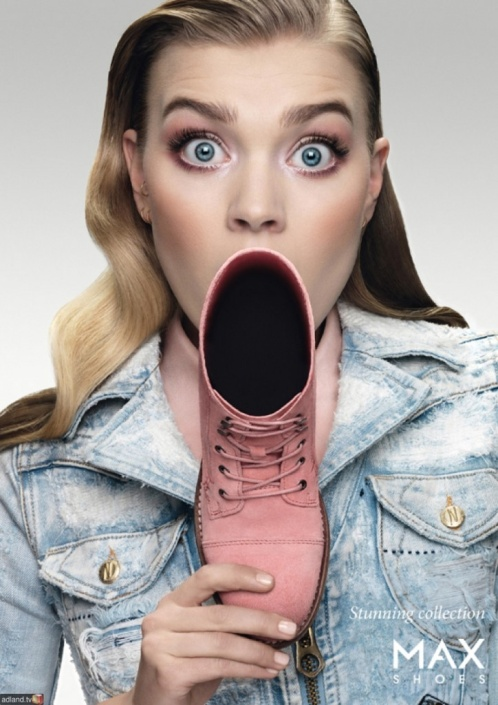 N
N
Stunning collection
MAX
SHOES
adland.tv